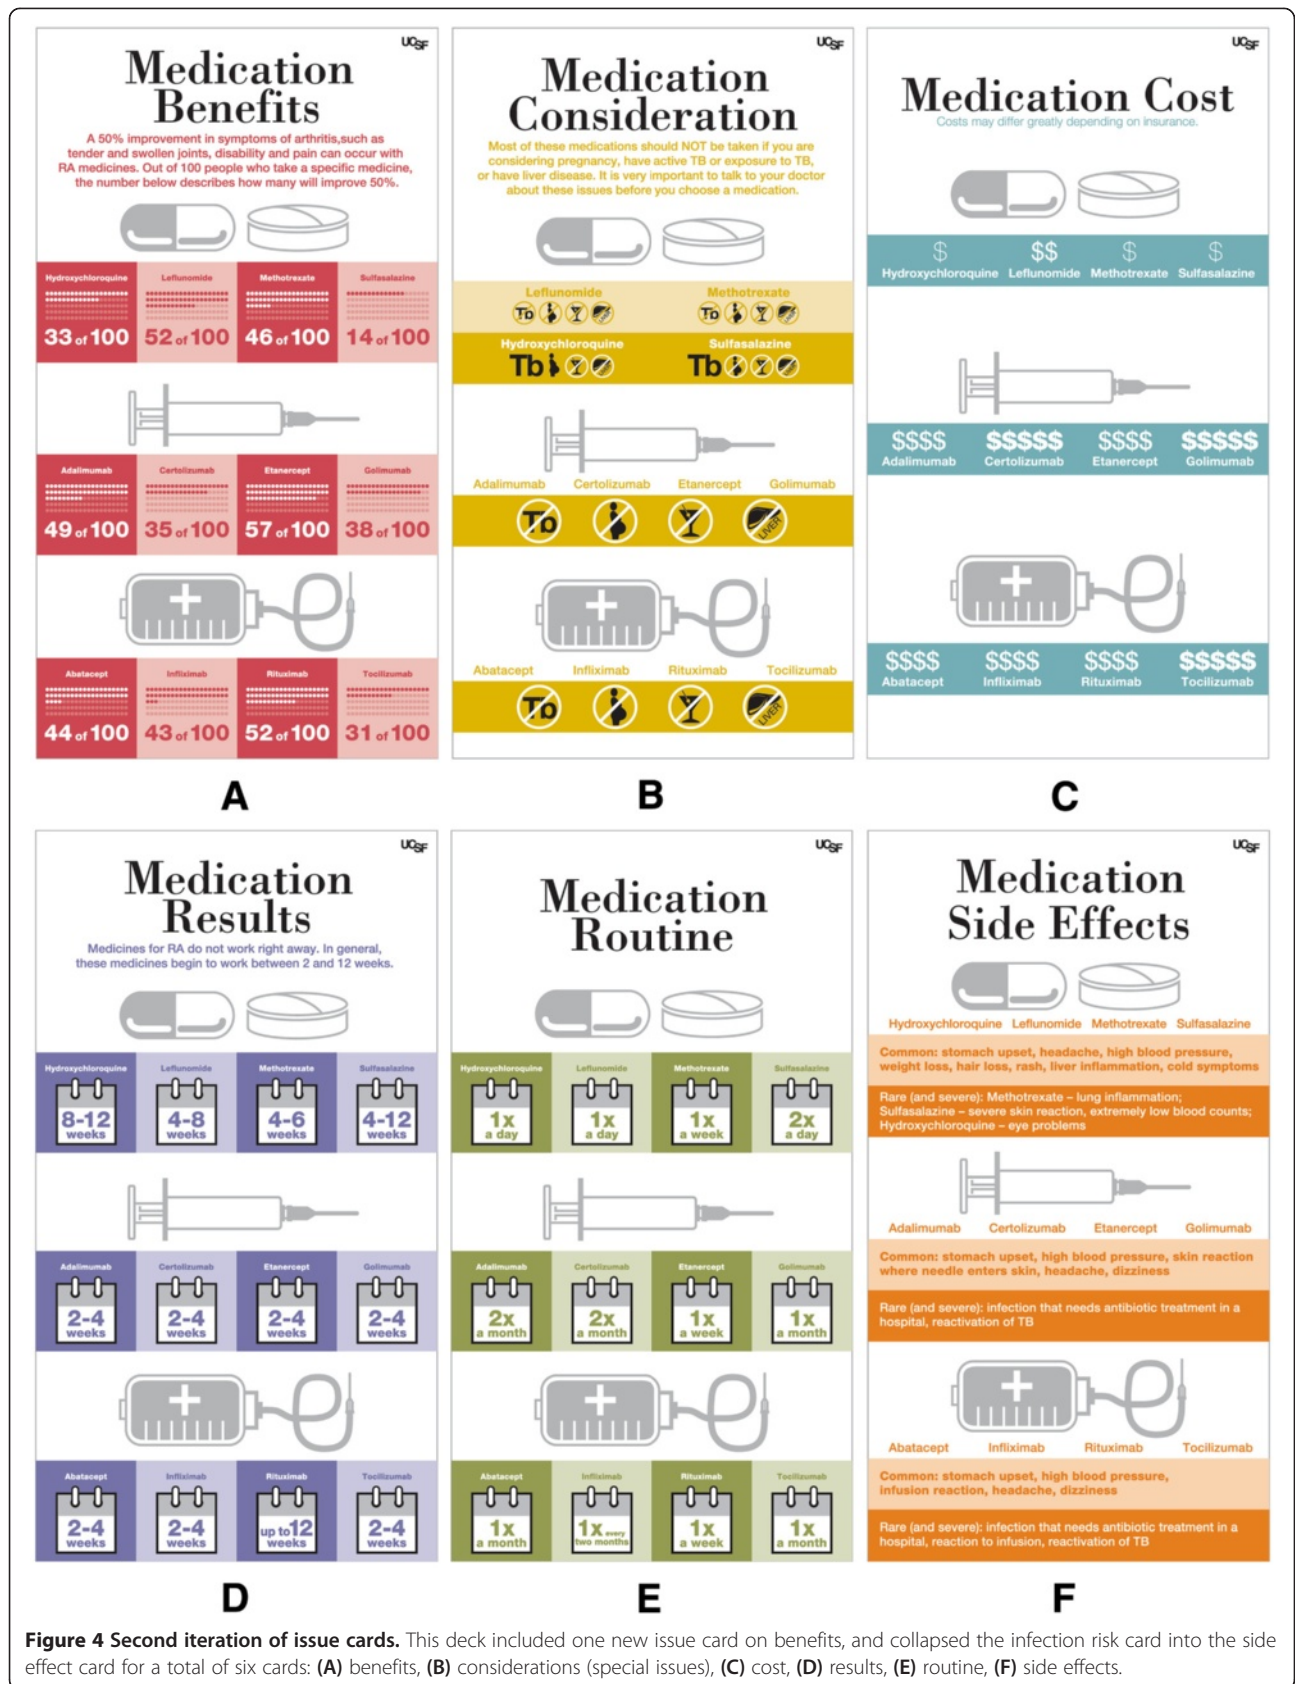 UCSF
Medication
Benefits
A 50% improvement in symptoms of arthritis,such as
tender and swollen joints, disability and pain can occur with
RA medicines. Out of 100 people who take a specific medicine,
the number below describes how many will improve 50%.
Hydroxychloroquine Leflunomide Methotrexate Sulfasalazine
33 of 100 52 of 100 46 of 100 14 of 100
Adalimumab Certolizumab Etanercept Golimumab
49 of 100 35 of 100 57 of 100 38 of 100
Abatacept Infliximab Rituximab Tocilizumab
44 of 100 43 of 100 52 of 100 31 of 100
A
UCSF
Medication
Consideration
Most of these medications should NOT be taken if you are
considering pregnancy, have active TB or exposure to TB,
or have liver disease. It is very important to talk to your doctor
about these issues before you choose a medication.
Leflunomide Methotrexate
Tb Tb
Hydroxychloroquine Sulfasalazine
Tb Tb
Adalimumab Certolizumab Etanercept Golimumab
Tb LIVER
Abatacept Infliximab Rituximab Tocilizumab
Tb LIVER
B
UCSF
Medication Cost
Costs may differ greatly depending on insurance.
$ $$ $ $
Hydroxychloroquine Leflunomide Methotrexate Sulfasalazine
$$$$ $$$$$ $$$$ $$$$$
Adalimumab Certolizumab Etanercept Golimumab
$$$$ $$$$ $$$$ $$$$$
Abatacept Infliximab Rituximab Tocilizumab
C
UCSF
Medication
Results
Medicines for RA do not work right away. In general,
these medicines begin to work between 2 and 12 weeks.
Hydroxychloroquine Leflunomide Methotrexate Sulfasalazine
8-12 4-8 4-6 4-12
weeks weeks weeks weeks
Adalimumab Certolizumab Etanercept Golimumab
2-4 2-4 2-4 2-4
weeks weeks weeks weeks
Abatacept Infliximab Rituximab Tocilizumab
2-4 2-4 up to 12 2-4
weeks weeks weeks weeks
D
UCSF
Medication
Routine
Hydroxychloroquine Leflunomide Methotrexate Sulfasalazine
1x 1x 1x 2x
a day a day a week a day
Adalimumab Certolizumab Etanercept Golimumab
2x 2x 1x 1x
a month a month a week a month
Abatacept Infliximab Rituximab Tocilizumab
1x 1x every 1x 1x
a month two months a week a month
E
UCSF
Medication
Side Effects
Hydroxychloroquine Leflunomide Methotrexate Sulfasalazine
Common: stomach upset, headache, high blood pressure,
weight loss, hair loss, rash, liver inflammation, cold symptoms
Rare (and severe): Methotrexate – lung inflammation;
Sulfasalazine – severe skin reaction, extremely low blood counts;
Hydroxychloroquine – eye problems
Adalimumab Certolizumab Etanercept Golimumab
Common: stomach upset, high blood pressure, skin reaction
where needle enters skin, headache, dizziness
Rare (and severe): infection that needs antibiotic treatment in a
hospital, reactivation of TB
Abatacept Infliximab Rituximab Tocilizumab
Common: stomach upset, high blood pressure,
infusion reaction, headache, dizziness
Rare (and severe): infection that needs antibiotic treatment in a
hospital, reaction to infusion, reactivation of TB
F
Figure 4 Second iteration of issue cards. This deck included one new issue card on benefits, and collapsed the infection risk card into the side
effect card for a total of six cards: (A) benefits, (B) considerations (special issues), (C) cost, (D) results, (E) routine, (F) side effects.